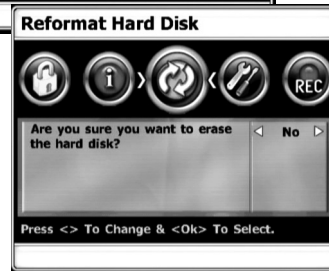 Reformat Hard Disk
REC
Are you sure you want to erase
the hard disk?
No
Press <> To Change & <Ok> To Select.